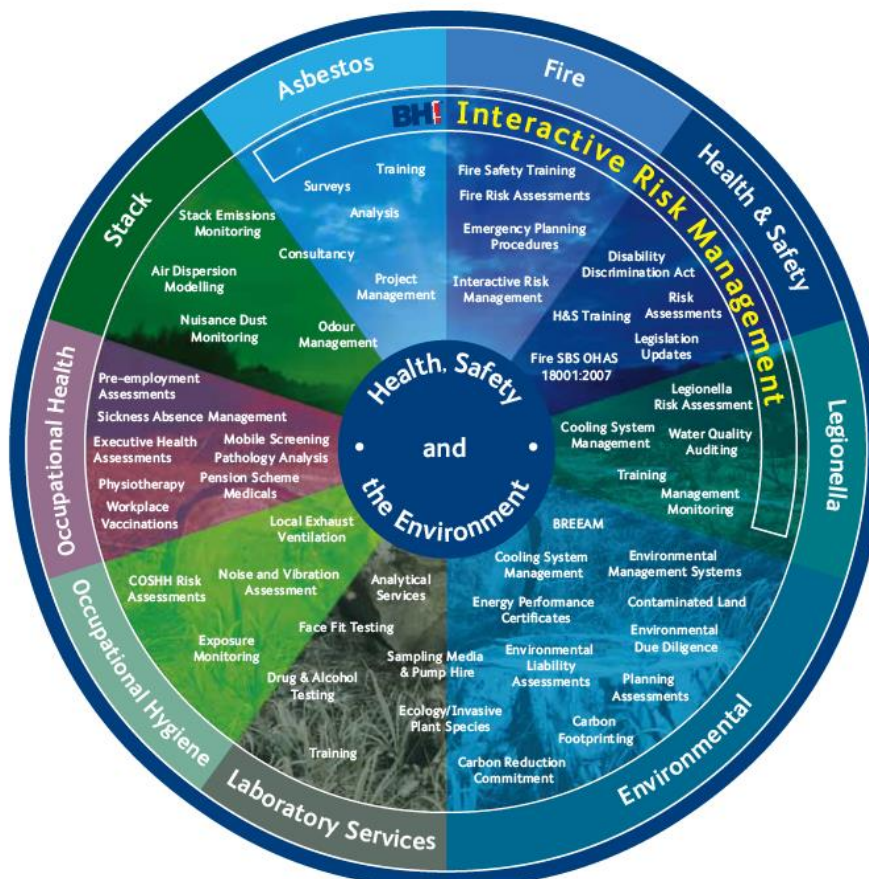 Asbestos
Fire
Health & Safety
Legionella
Environmental
Laboratory Services
Occupational Hygiene
Occupational Health
Stack
BH
Interactive Risk Management
Training
Surveys
Analysis
Consultancy
Project
Management
Fire Safety Training
Fire Risk Assessments
Emergency Planning
Procedures
Interactive Risk
Management
Disability
Discrimination Act
Risk
Assessments
H&S Training
Legislation
Updates
Fire SBS OHAS
18001:2007
Legionella
Risk Assessment
Cooling System
Management
Water Quality
Auditing
Training
Management
Monitoring
BREEAM
Cooling System
Management
Environmental
Management Systems
Energy Performance
Certificates
Contaminated Land
Environmental
Due Diligence
Environmental
Liability
Assessments
Planning
Assessments
Carbon
Footprinting
Carbon Reduction
Commitment
Analytical
Services
Face Fit Testing
Sampling Media
& Pump Hire
Drug & Alcohol
Testing
Ecology/Invasive
Plant Species
Training
Local Exhaust
Ventilation
COSHH Risk
Assessments
Noise and Vibration
Assessment
Exposure
Monitoring
Pre-employment
Assessments
Sickness Absence Management
Executive Health
Assessments
Mobile Screening
Pathology Analysis
Physiotherapy
Pension Scheme
Medicals
Workplace
Vaccinations
Stack Emissions
Monitoring
Air Dispersion
Modelling
Nuisance Dust
Monitoring
Odour
Management
Health, Safety
and
the Environment